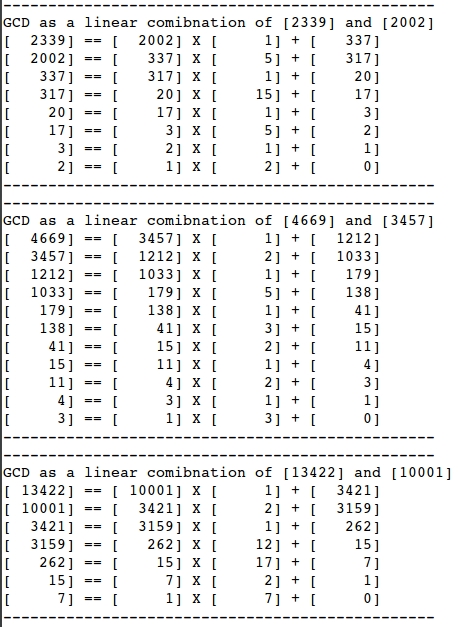 ------------------------------------------------
GCD as a linear comibnation of [2339] and [2002]
[  2339] == [  2002] X [     1] + [   337]
[  2002] == [   337] X [     5] + [   317]
[   337] == [   317] X [     1] + [    20]
[   317] == [    20] X [    15] + [    17]
[    20] == [    17] X [     1] + [     3]
[    17] == [     3] X [     5] + [     2]
[     3] == [     2] X [     1] + [     1]
[     2] == [     1] X [     2] + [     0]
------------------------------------------------
------------------------------------------------
GCD as a linear comibnation of [4669] and [3457]
[  4669] == [  3457] X [     1] + [  1212]
[  3457] == [  1212] X [     2] + [  1033]
[  1212] == [  1033] X [     1] + [   179]
[  1033] == [   179] X [     5] + [   138]
[   179] == [   138] X [     1] + [    41]
[   138] == [    41] X [     3] + [    15]
[    41] == [    15] X [     2] + [    11]
[    15] == [    11] X [     1] + [     4]
[    11] == [     4] X [     2] + [     3]
[     4] == [     3] X [     1] + [     1]
[     3] == [     1] X [     3] + [     0]
------------------------------------------------
------------------------------------------------
GCD as a linear comibnation of [13422] and [10001]
[ 13422] == [ 10001] X [     1] + [  3421]
[ 10001] == [  3421] X [     2] + [  3159]
[  3421] == [  3159] X [     1] + [   262]
[  3159] == [   262] X [    12] + [    15]
[   262] == [    15] X [    17] + [     7]
[    15] == [     7] X [     2] + [     1]
[     7] == [     1] X [     7] + [     0]
------------------------------------------------